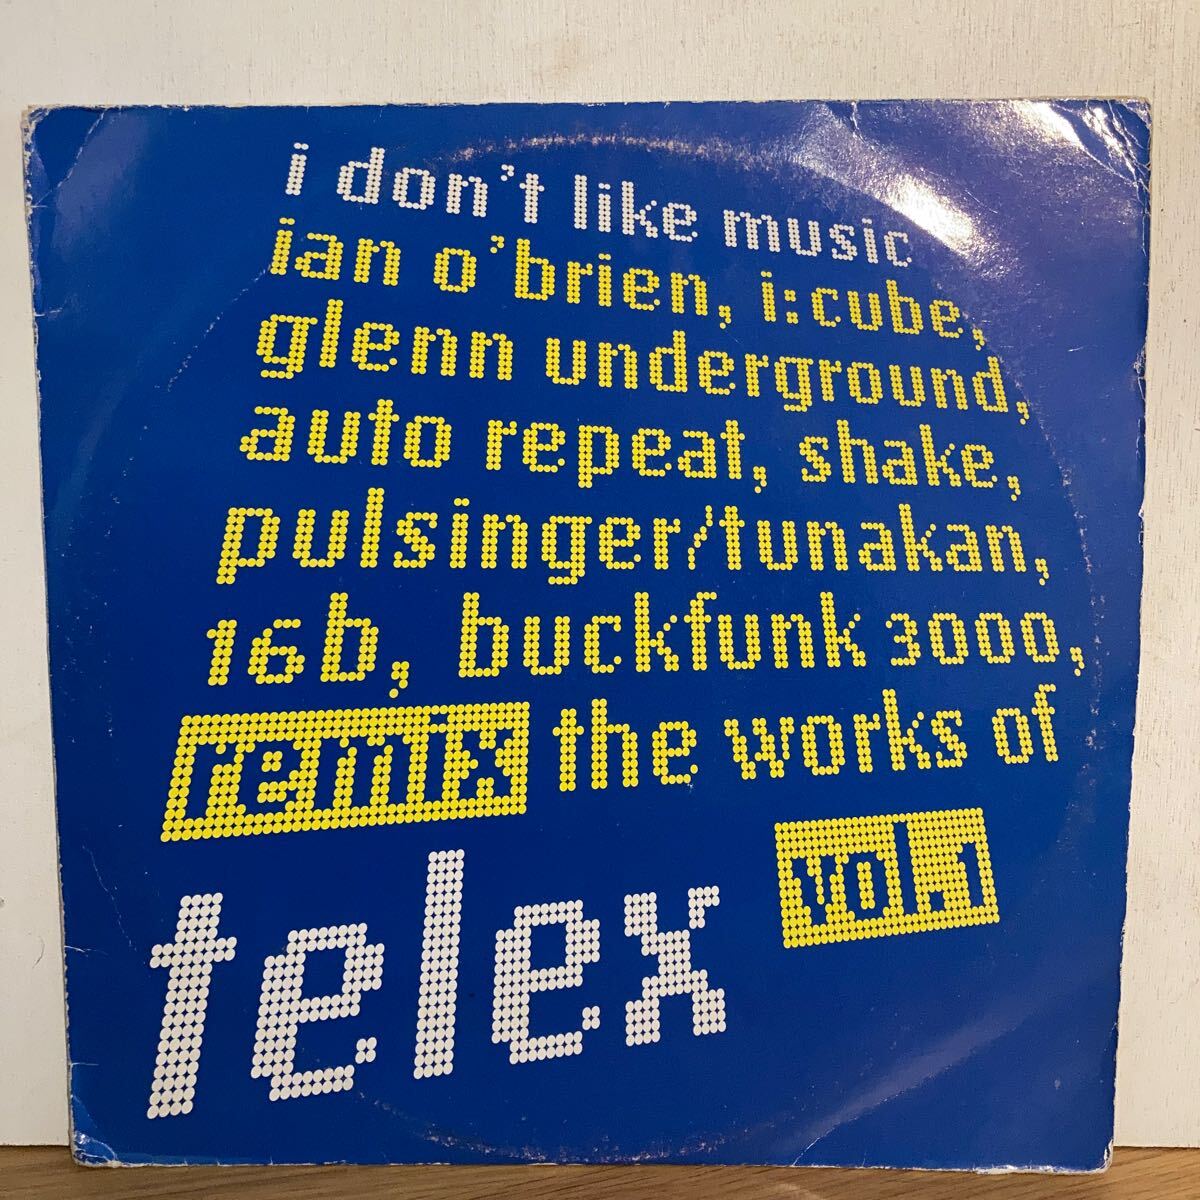 i don't like music
ian o'brien, i:cube,
glenn underground,
auto repeat, shake,
pulsinger/tunakan,
16b, buckfunk 3000,
remix the works of
telex vol.1